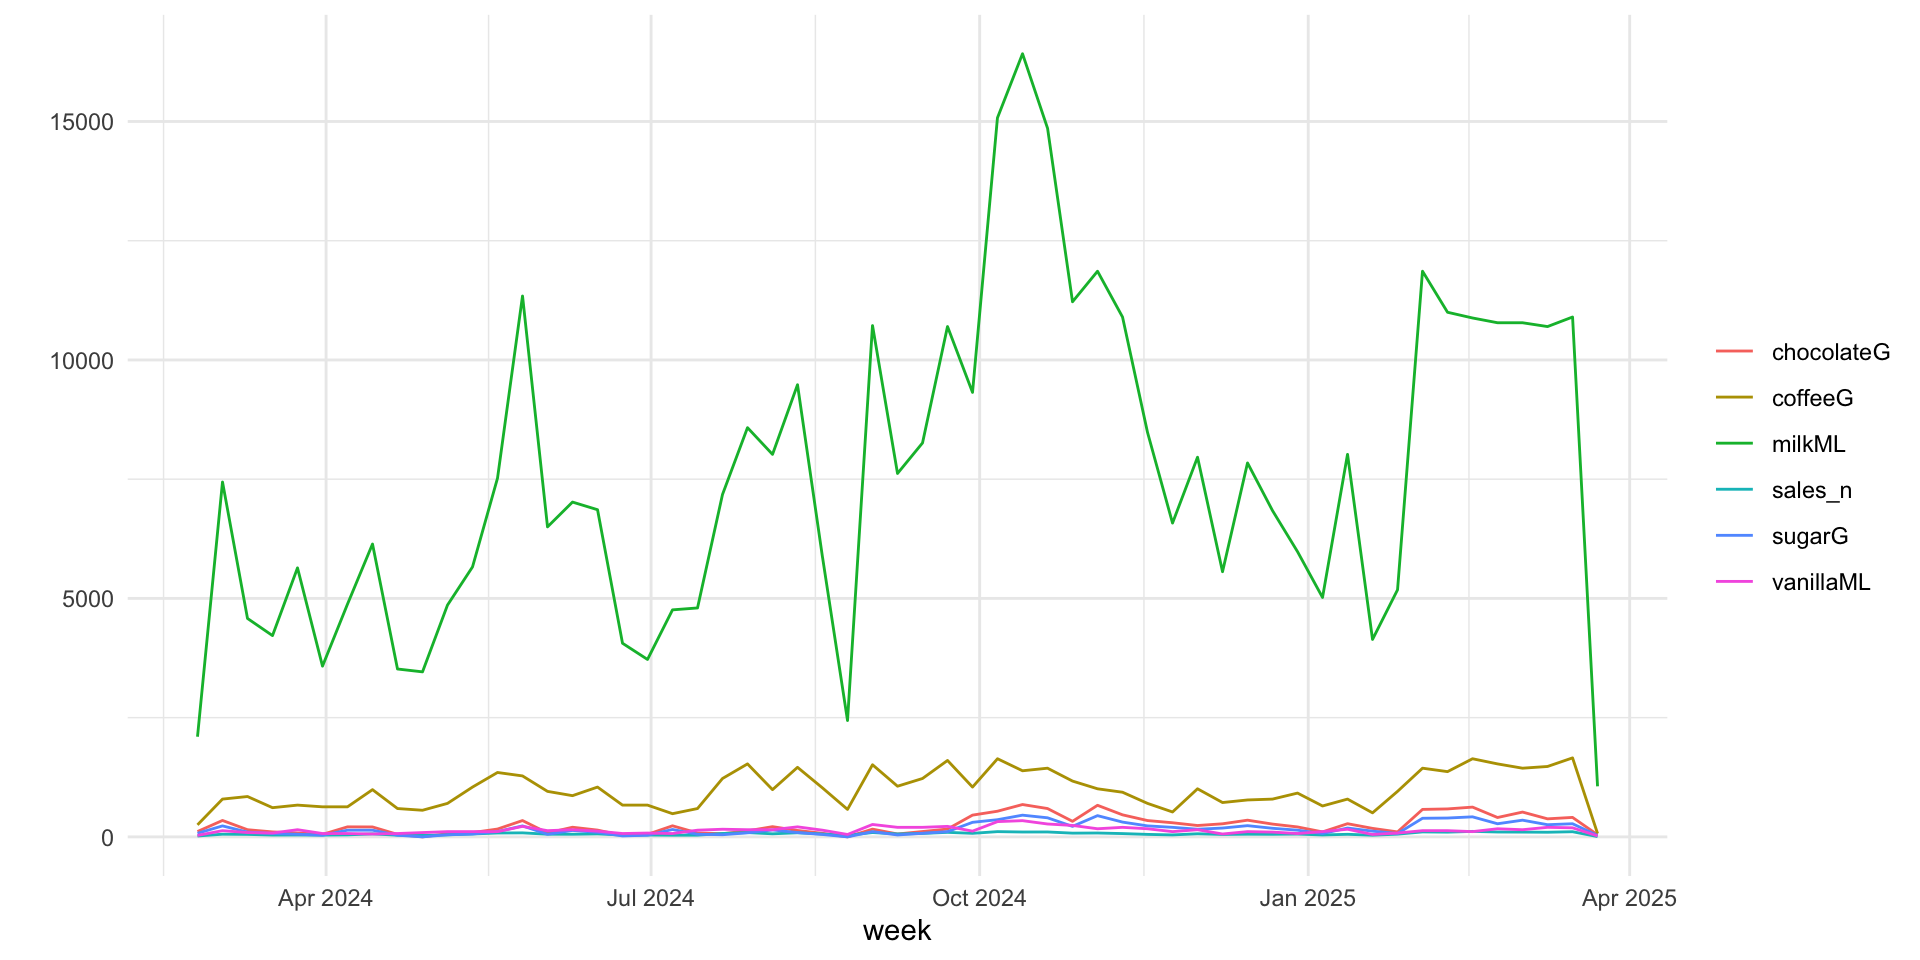 15000
10000
5000
0
Apr 2024 Jul 2024 Oct 2024 Jan 2025 Apr 2025
week
chocolateG
coffeeG
milkML
sales_n
sugarG
vanillaML